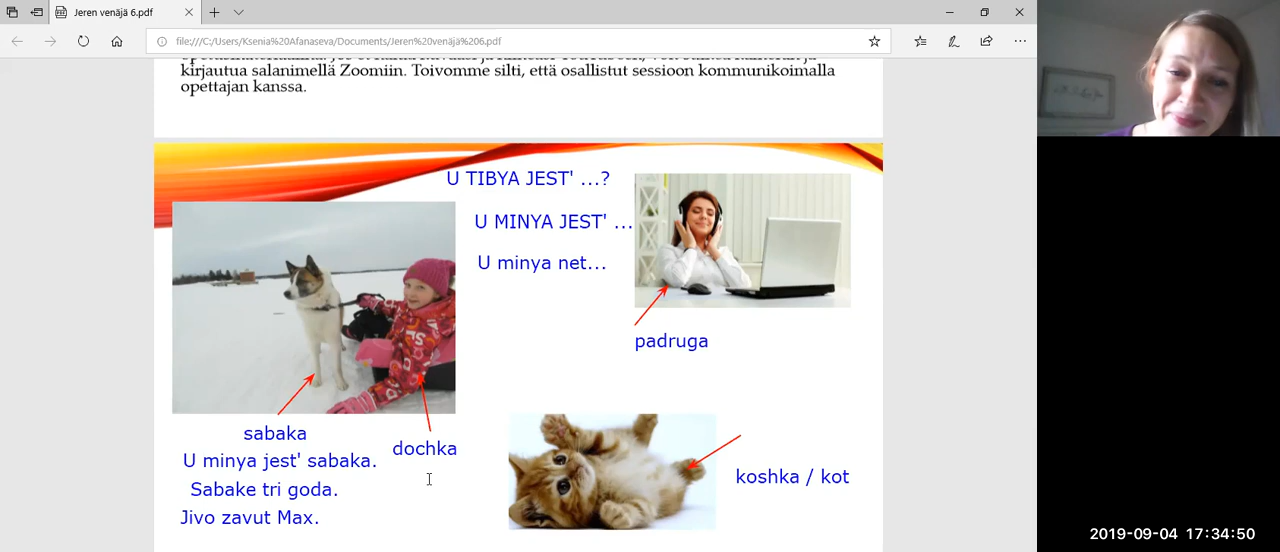 Jeren venäjä 6.pdf
file:///C:/Users/Ksenia%20Afanaseva/Documents/Jeren%20venäjä%206.pdf
kirjautua salanimellä Zoomiin. Toivomme silti, että osallistut sessioon kommunikoimalla
opettajan kanssa.
U TIBYA JEST' ...?
U MINYA JEST' ...
U minya net...
padruga
sabaka
dochka
U minya jest' sabaka.
Sabake tri goda.
Jivo zavut Max.
koshka / kot
2019-09-04 17:34:50